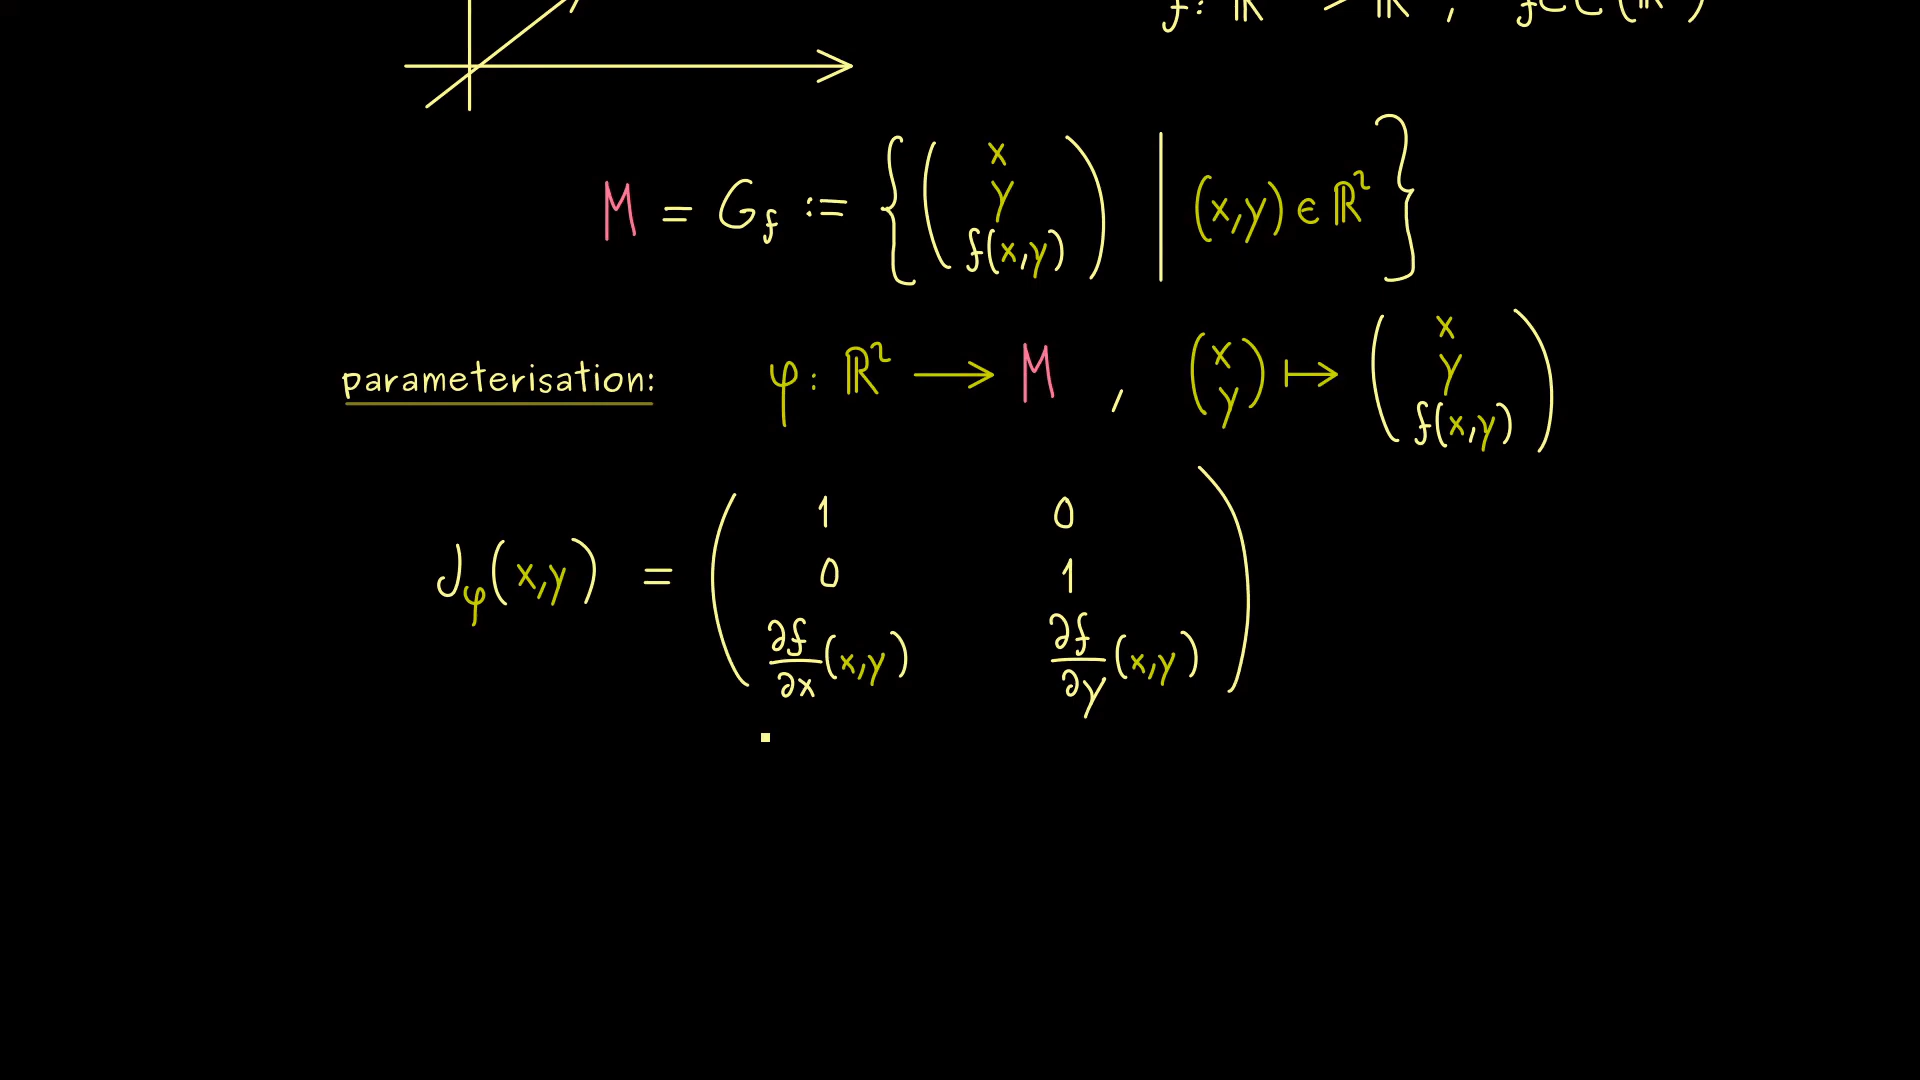 M = G_f := { ( x y f(x,y) ) | (x,y) ∈ ℝ² }
parameterisation: φ: ℝ² ⟶ M , ( x y ) ↦ ( x y f(x,y) )
J_φ(x,y) = ( 1 0
0 1
∂f/∂x (x,y) ∂f/∂y (x,y) )